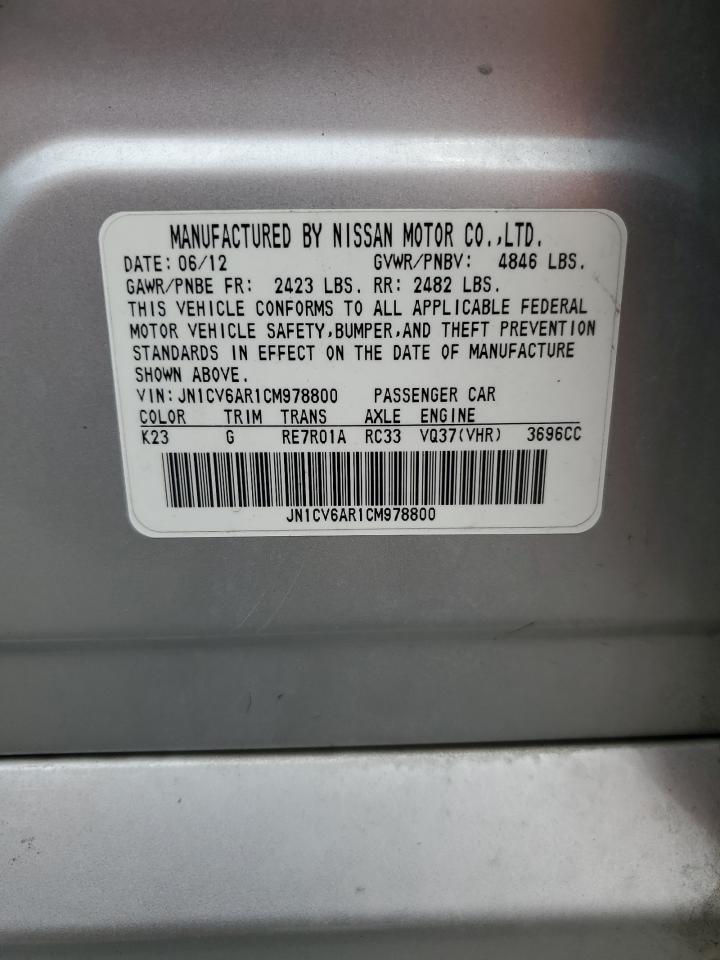 MANUFACTURED BY NISSAN MOTOR CO.,LTD.
DATE: 06/12 GVWR/PNBV: 4846 LBS.
GAWR/PNBE FR: 2423 LBS. RR: 2482 LBS.
THIS VEHICLE CONFORMS TO ALL APPLICABLE FEDERAL
MOTOR VEHICLE SAFETY,BUMPER,AND THEFT PREVENTION
STANDARDS IN EFFECT ON THE DATE OF MANUFACTURE
SHOWN ABOVE.
VIN: JN1CV6AR1CM978800 PASSENGER CAR
COLOR TRIM TRANS AXLE ENGINE
K23 G RE7R01A RC33 VQ37(VHR) 3696CC
JN1CV6AR1CM978800